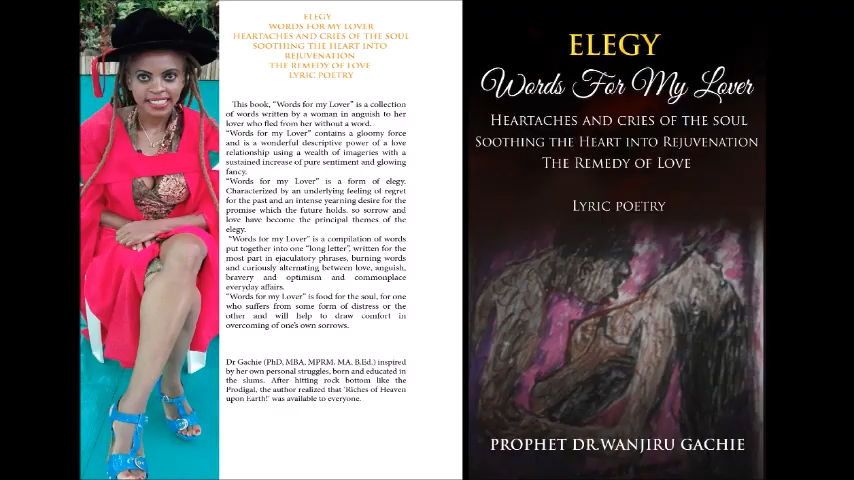 ELEGY
WORDS FOR MY LOVER
HEARTACHES AND CRIES OF THE SOUL
SOOTHING THE HEART INTO
REJUVENATION
THE REMEDY OF LOVE
LYRIC POETRY
This book, "Words for my Lover" is a collection
of words written by a woman in anguish to her
lover who fled from her without a word.
"Words for my Lover" contains a gloomy force
and is a wonderful descriptive power of a love
relationship using a wealth of imageries with a
sustained increase of pure sentiment and glowing
fancy.
"Words for my Lover" is a form of elegy.
Characterized by an underlying feeling of regret
for the past and an intense yearning desire for the
promise which the future holds, so sorrow and
love have become the principal themes of the
elegy.
"Words for my Lover" is a compilation of words
put together into one "long letter", written for the
most part in ejaculatory phrases, burning words
and curiously alternating between love, anguish,
bravery and optimism and commonplace
everyday affairs.
"Words for my Lover" is food for the soul, for one
who suffers from some form of distress or the
other and will help to draw comfort in
overcoming of one's own sorrows.
Dr Gachie (PhD, MBA, MPRM, MA, B.Ed.) inspired
by her own personal struggles, born and educated in
the slums. After hitting rock bottom like the
Prodigal, the author realized that 'Riches of Heaven
upon Earth!' was available to everyone.
ELEGY
Words For My Lover
HEARTACHES AND CRIES OF THE SOUL
SOOTHING THE HEART INTO REJUVENATION
THE REMEDY OF LOVE
LYRIC POETRY
PROPHET DR.WANJIRU GACHIE